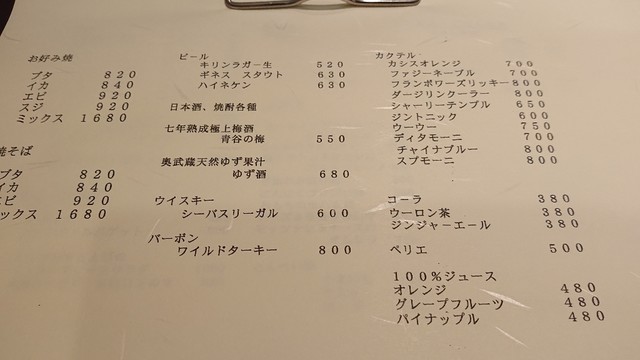 お好み焼
ブタ 820
イカ 840
エビ 920
スジ 920
ミックス 1680
焼そば
ブタ 820
イカ 840
エビ 920
ミックス 1680
ビール
キリンラガー生 520
ギネス スタウト 630
ハイネケン 630
日本酒、焼酎各種
七年熟成極上梅酒
青谷の梅 550
奥武蔵天然ゆず果汁
ゆず酒 680
ウイスキー
シーバスリーガル 600
バーボン
ワイルドターキー 800
カクテル
カシスオレンジ 700
ファジーネーブル 700
フランボワーズリッキー 800
ダージリンクーラー 800
シャーリーテンプル 650
ジントニック 600
ウーウー 750
ディタモーニ 700
チャイナブルー 800
スプモーニ 800
コーラ 380
ウーロン茶 380
ジンジャーエール 380
ペリエ 500
100%ジュース
オレンジ 480
グレープフルーツ 480
パイナップル 480